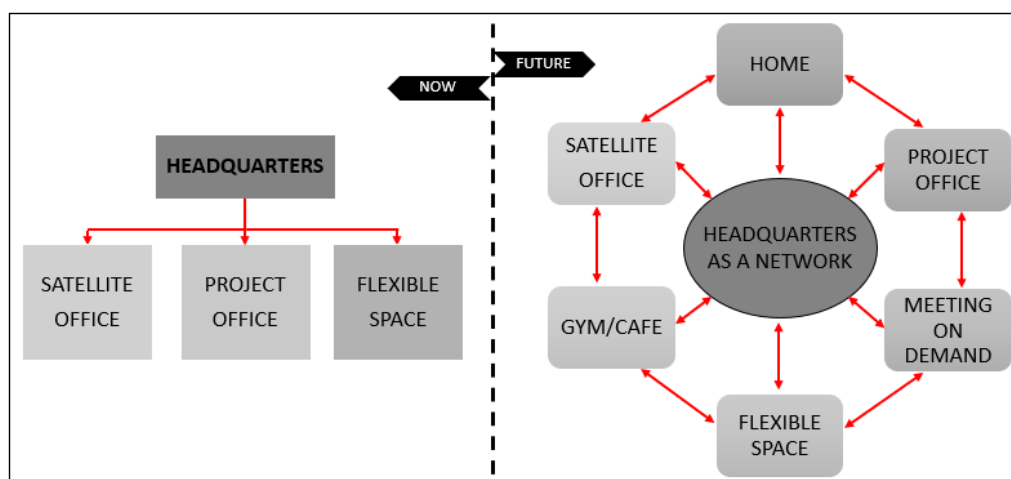 NOW
FUTURE
HEADQUARTERS
SATELLITE
OFFICE
PROJECT
OFFICE
FLEXIBLE
SPACE
HOME
SATELLITE
OFFICE
PROJECT
OFFICE
HEADQUARTERS
AS A NETWORK
GYM/CAFE
MEETING
ON
DEMAND
FLEXIBLE
SPACE